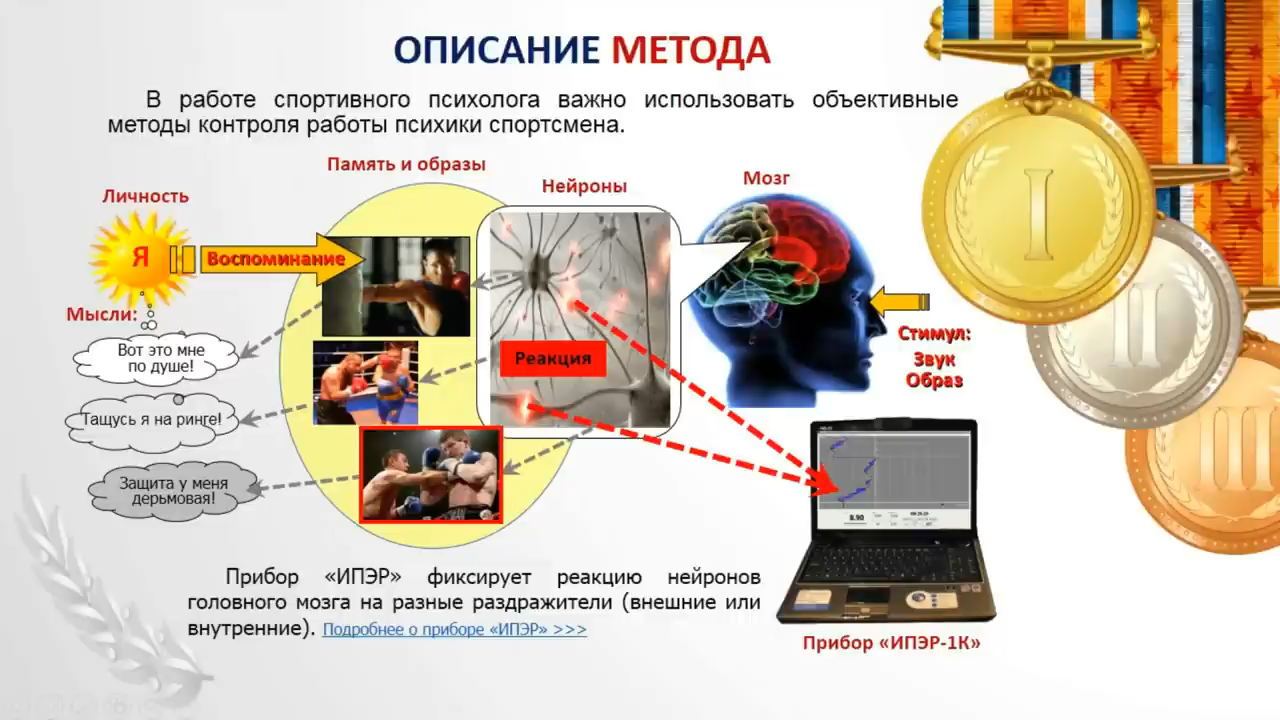 ОПИСАНИЕ МЕТОДА
В работе спортивного психолога важно использовать объективные
методы контроля работы психики спортсмена.
Память и образы
Нейроны
Мозг
Личность
Я
Воспоминание
Мысли:
Вот это мне
по душе!
Тащусь я на ринге!
Защита у меня
дерьмовая!
Реакция
Стимул:
Звук
Образ
I
II
III
8.90
Прибор «ИПЭР» фиксирует реакцию нейронов
головного мозга на разные раздражители (внешние или
внутренние). Подробнее о приборе «ИПЭР» >>>
Прибор «ИПЭР-1К»